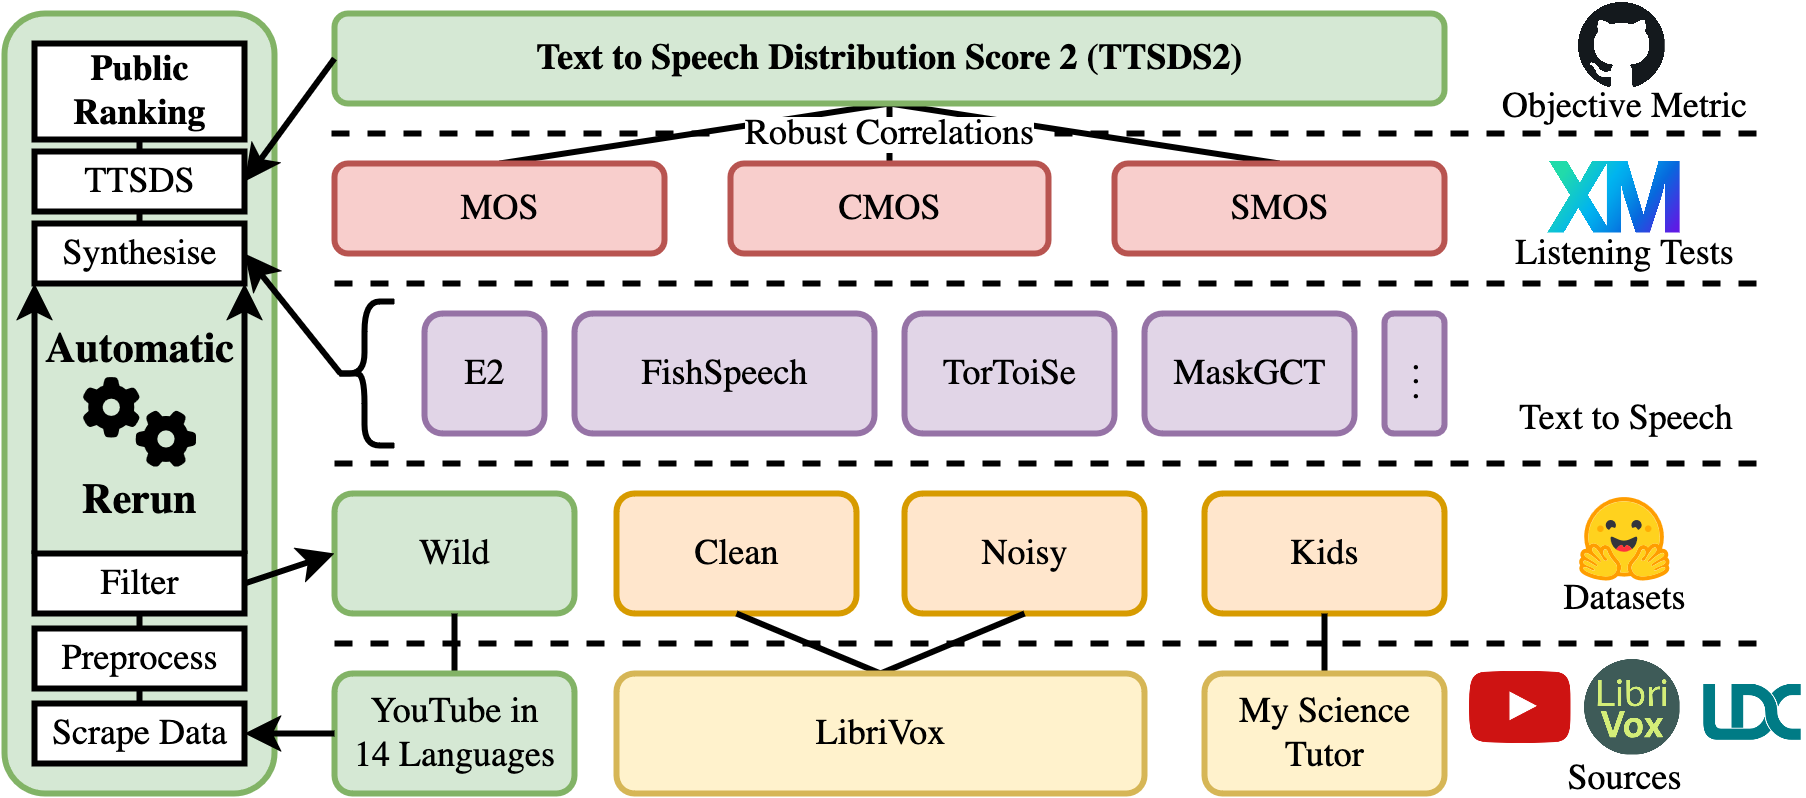 Public
Ranking
TTSDS
Synthesise
Automatic
Rerun
Filter
Preprocess
Scrape Data
Text to Speech Distribution Score 2 (TTSDS2)
Objective Metric
Robust Correlations
MOS
CMOS
SMOS
XM
Listening Tests
E2
FishSpeech
TorToiSe
MaskGCT
⋮
Text to Speech
Wild
Clean
Noisy
Kids
Datasets
YouTube in
14 Languages
LibriVox
My Science
Tutor
Libri
Vox
LDC
Sources